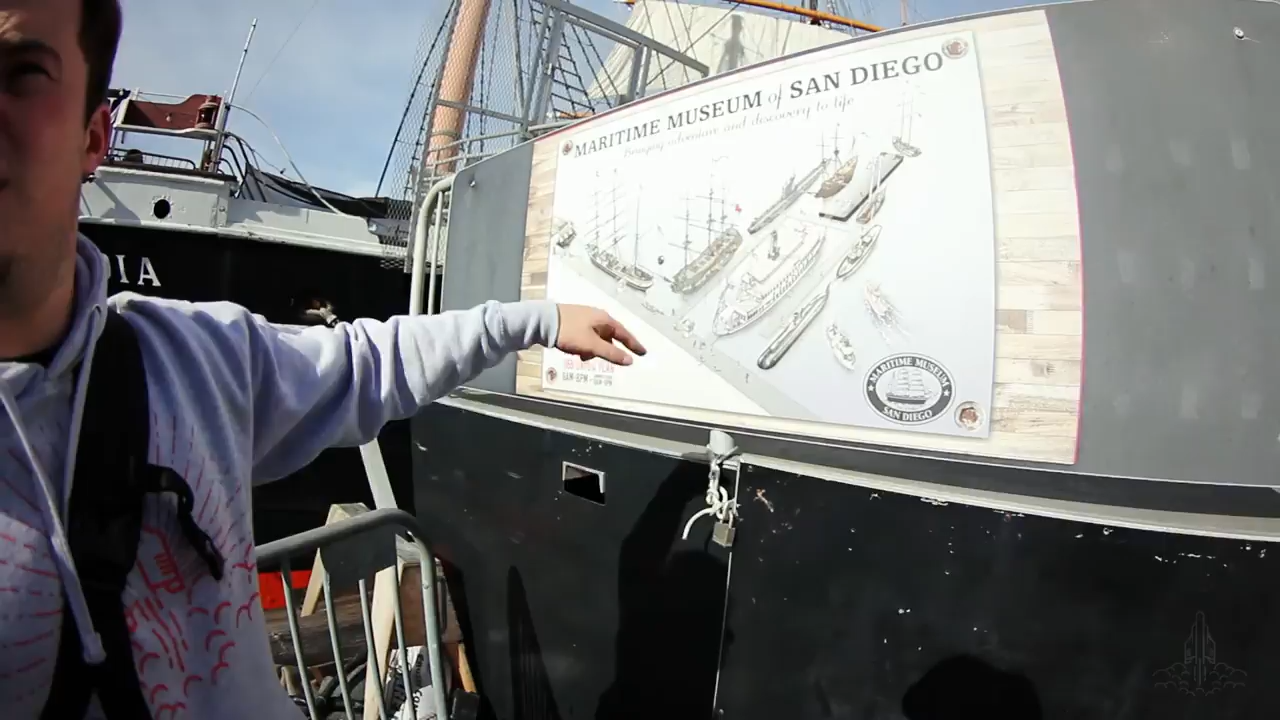 MARITIME MUSEUM of SAN DIEGO
Bringing adventure and discovery to life
IA
MARITIME MUSEUM
SAN DIEGO